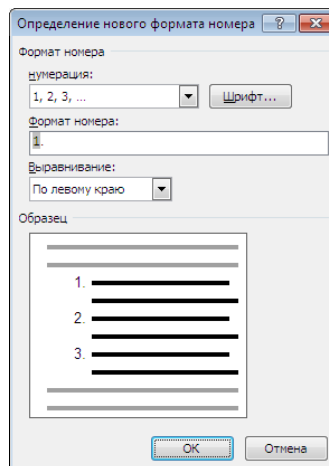 Определение нового формата номера
Формат номера
нумерация:
1, 2, 3, ...
Шрифт...
Формат номера:
1.
Выравнивание:
По левому краю
Образец
1.
2.
3.
ОК
Отмена